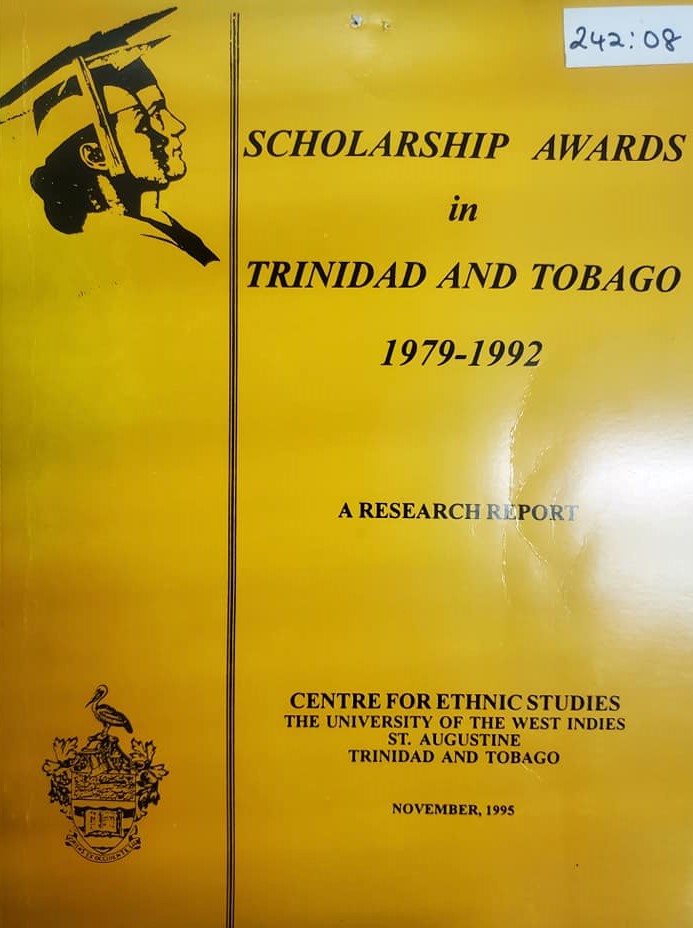 242:08
SCHOLARSHIP AWARDS
in
TRINIDAD AND TOBAGO
1979-1992
A RESEARCH REPORT
CENTRE FOR ETHNIC STUDIES
THE UNIVERSITY OF THE WEST INDIES
ST. AUGUSTINE
TRINIDAD AND TOBAGO
NOVEMBER, 1995